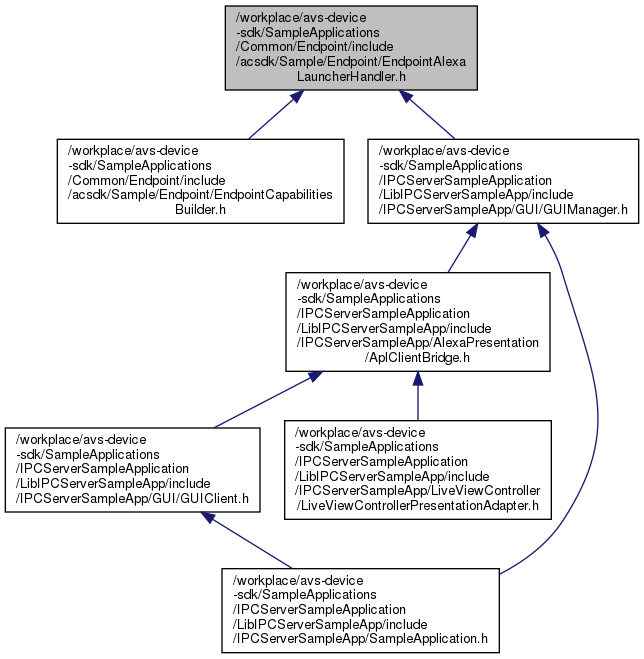 /workplace/avs-device
-sdk/SampleApplications
/Common/Endpoint/include
/acsdk/Sample/Endpoint/EndpointAlexa
LauncherHandler.h
/workplace/avs-device
-sdk/SampleApplications
/Common/Endpoint/include
/acsdk/Sample/Endpoint/EndpointCapabilities
Builder.h
/workplace/avs-device
-sdk/SampleApplications
/IPCServerSampleApplication
/LibIPCServerSampleApp/include
/IPCServerSampleApp/GUI/GUIManager.h
/workplace/avs-device
-sdk/SampleApplications
/IPCServerSampleApplication
/LibIPCServerSampleApp/include
/IPCServerSampleApp/AlexaPresentation
/AplClientBridge.h
/workplace/avs-device
-sdk/SampleApplications
/IPCServerSampleApplication
/LibIPCServerSampleApp/include
/IPCServerSampleApp/GUI/GUIClient.h
/workplace/avs-device
-sdk/SampleApplications
/IPCServerSampleApplication
/LibIPCServerSampleApp/include
/IPCServerSampleApp/LiveViewController
/LiveViewControllerPresentationAdapter.h
/workplace/avs-device
-sdk/SampleApplications
/IPCServerSampleApplication
/LibIPCServerSampleApp/include
/IPCServerSampleApp/SampleApplication.h